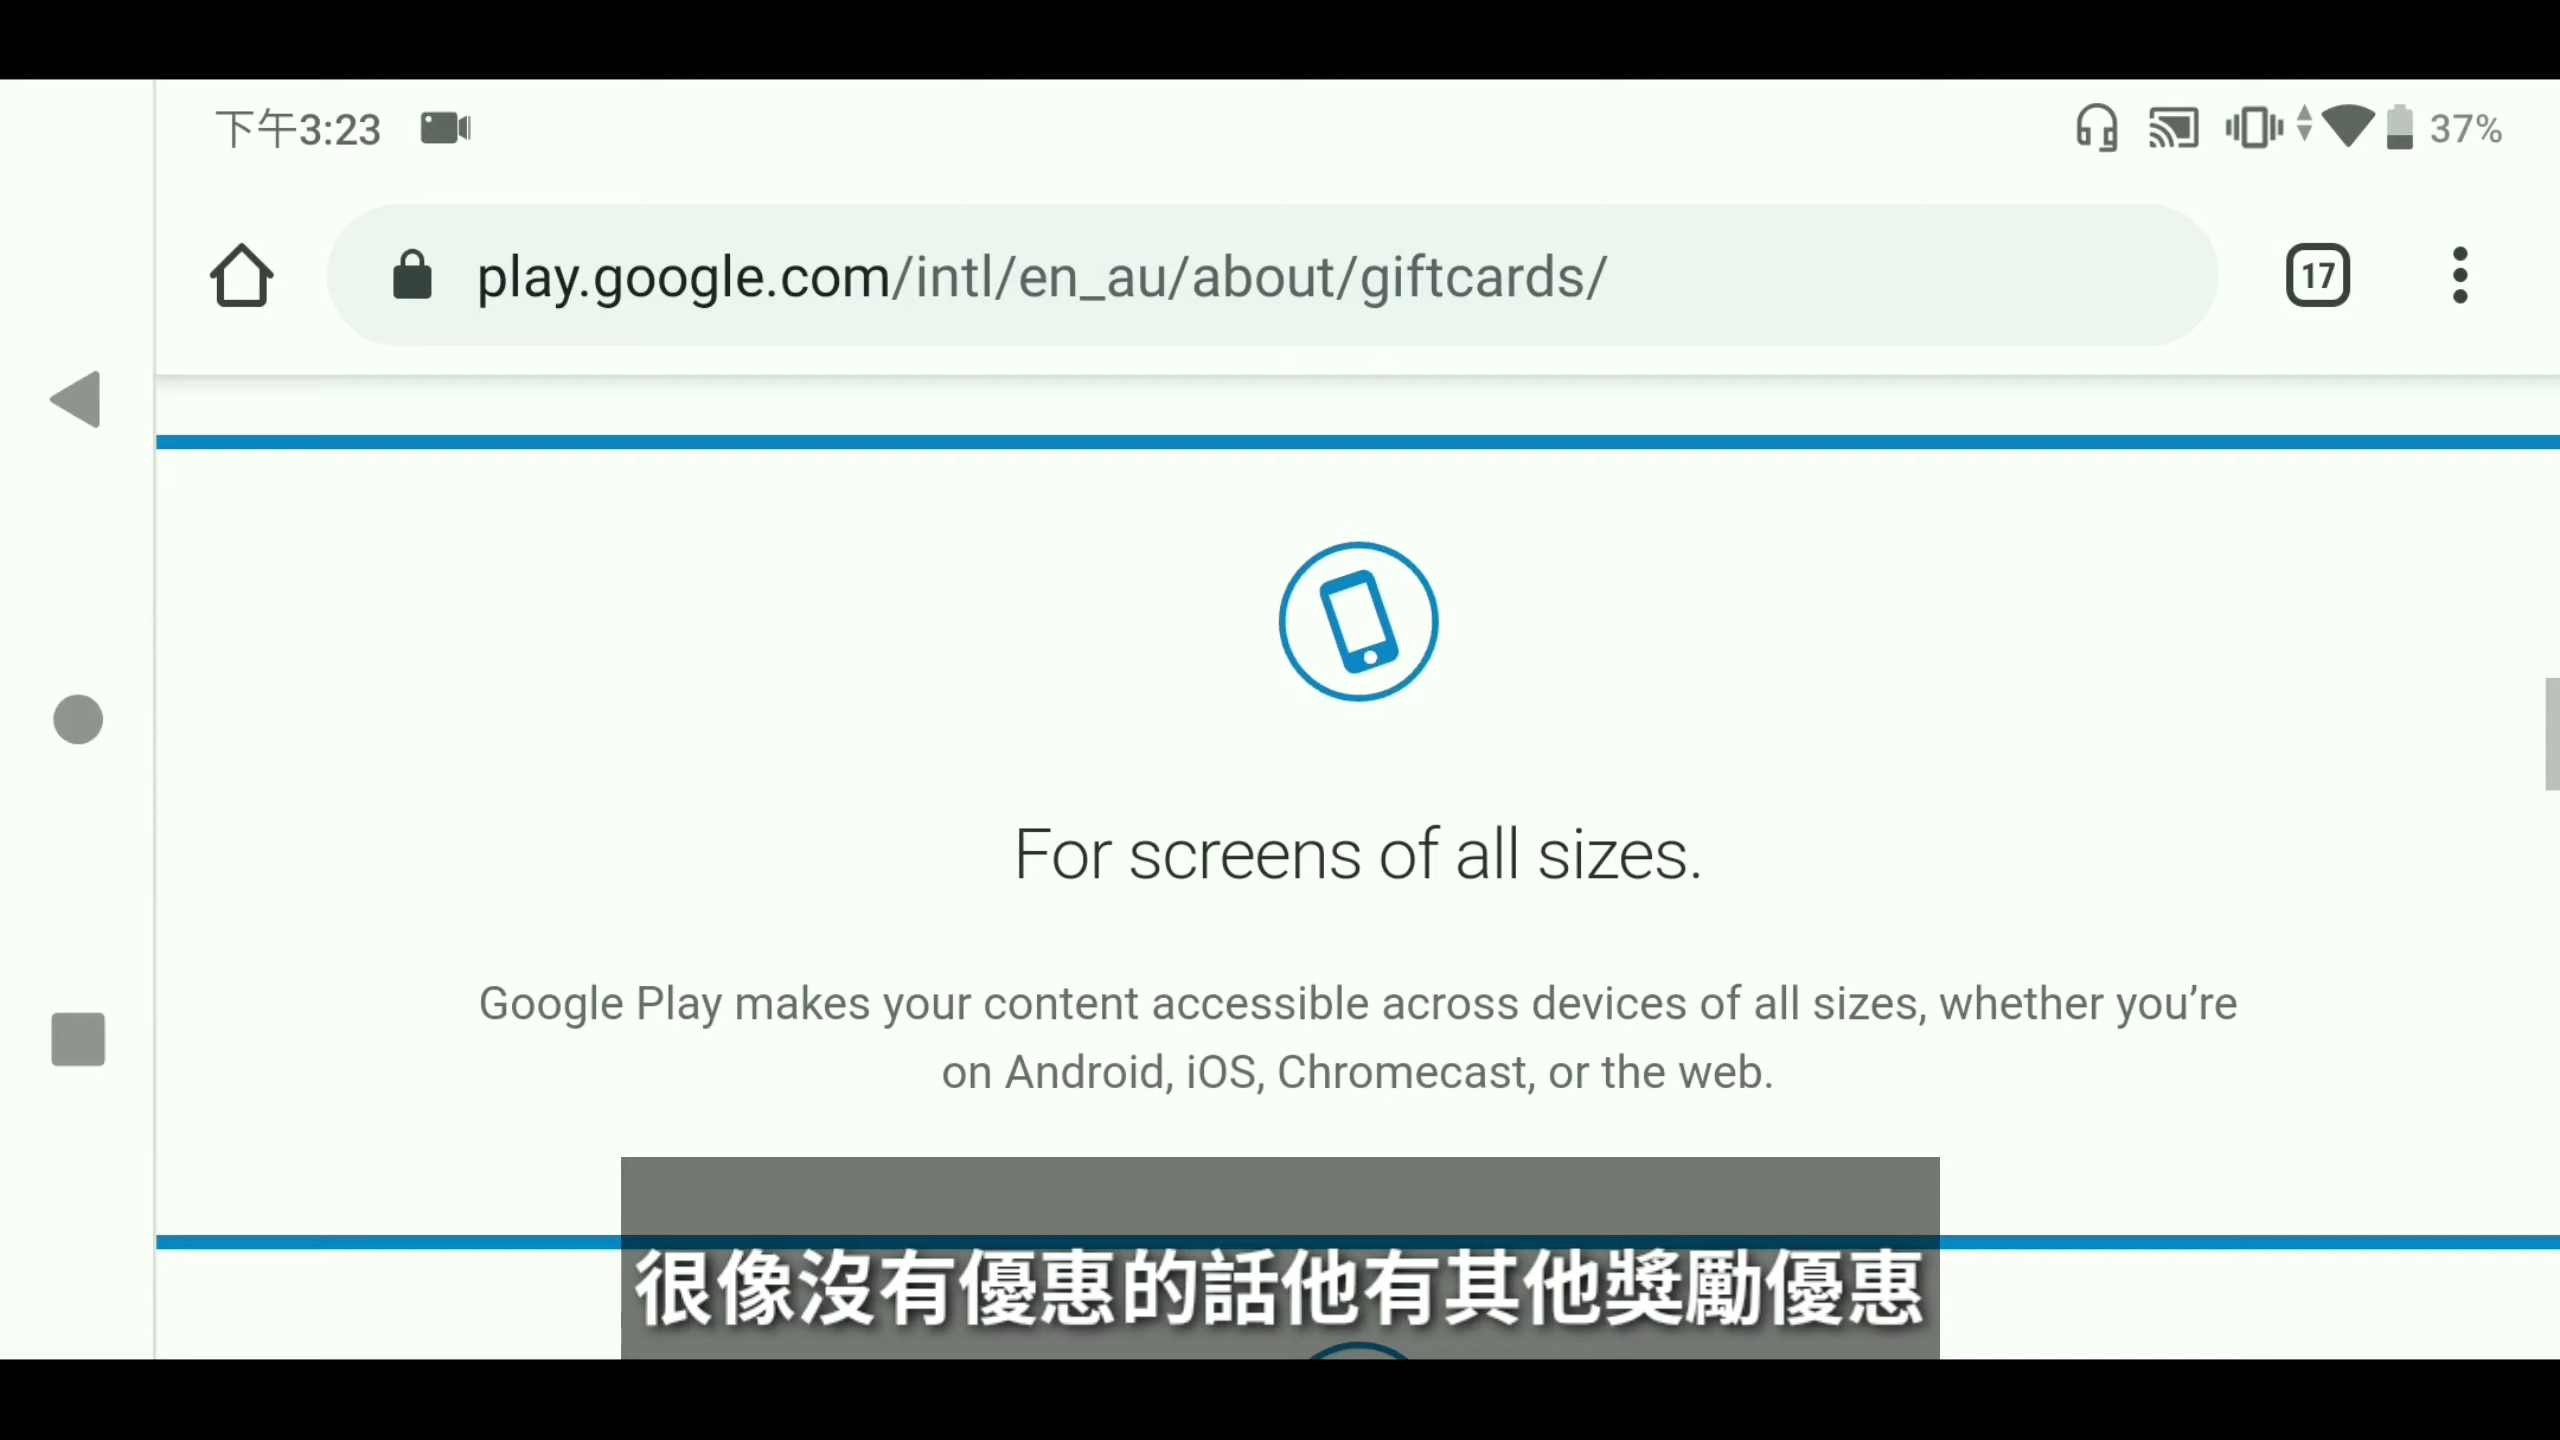 下午3:23
37%
play.google.com/intl/en_au/about/giftcards/
17
For screens of all sizes.
Google Play makes your content accessible across devices of all sizes, whether you’re
on Android, iOS, Chromecast, or the web.
很像沒有優惠的話他有其他獎勵優惠